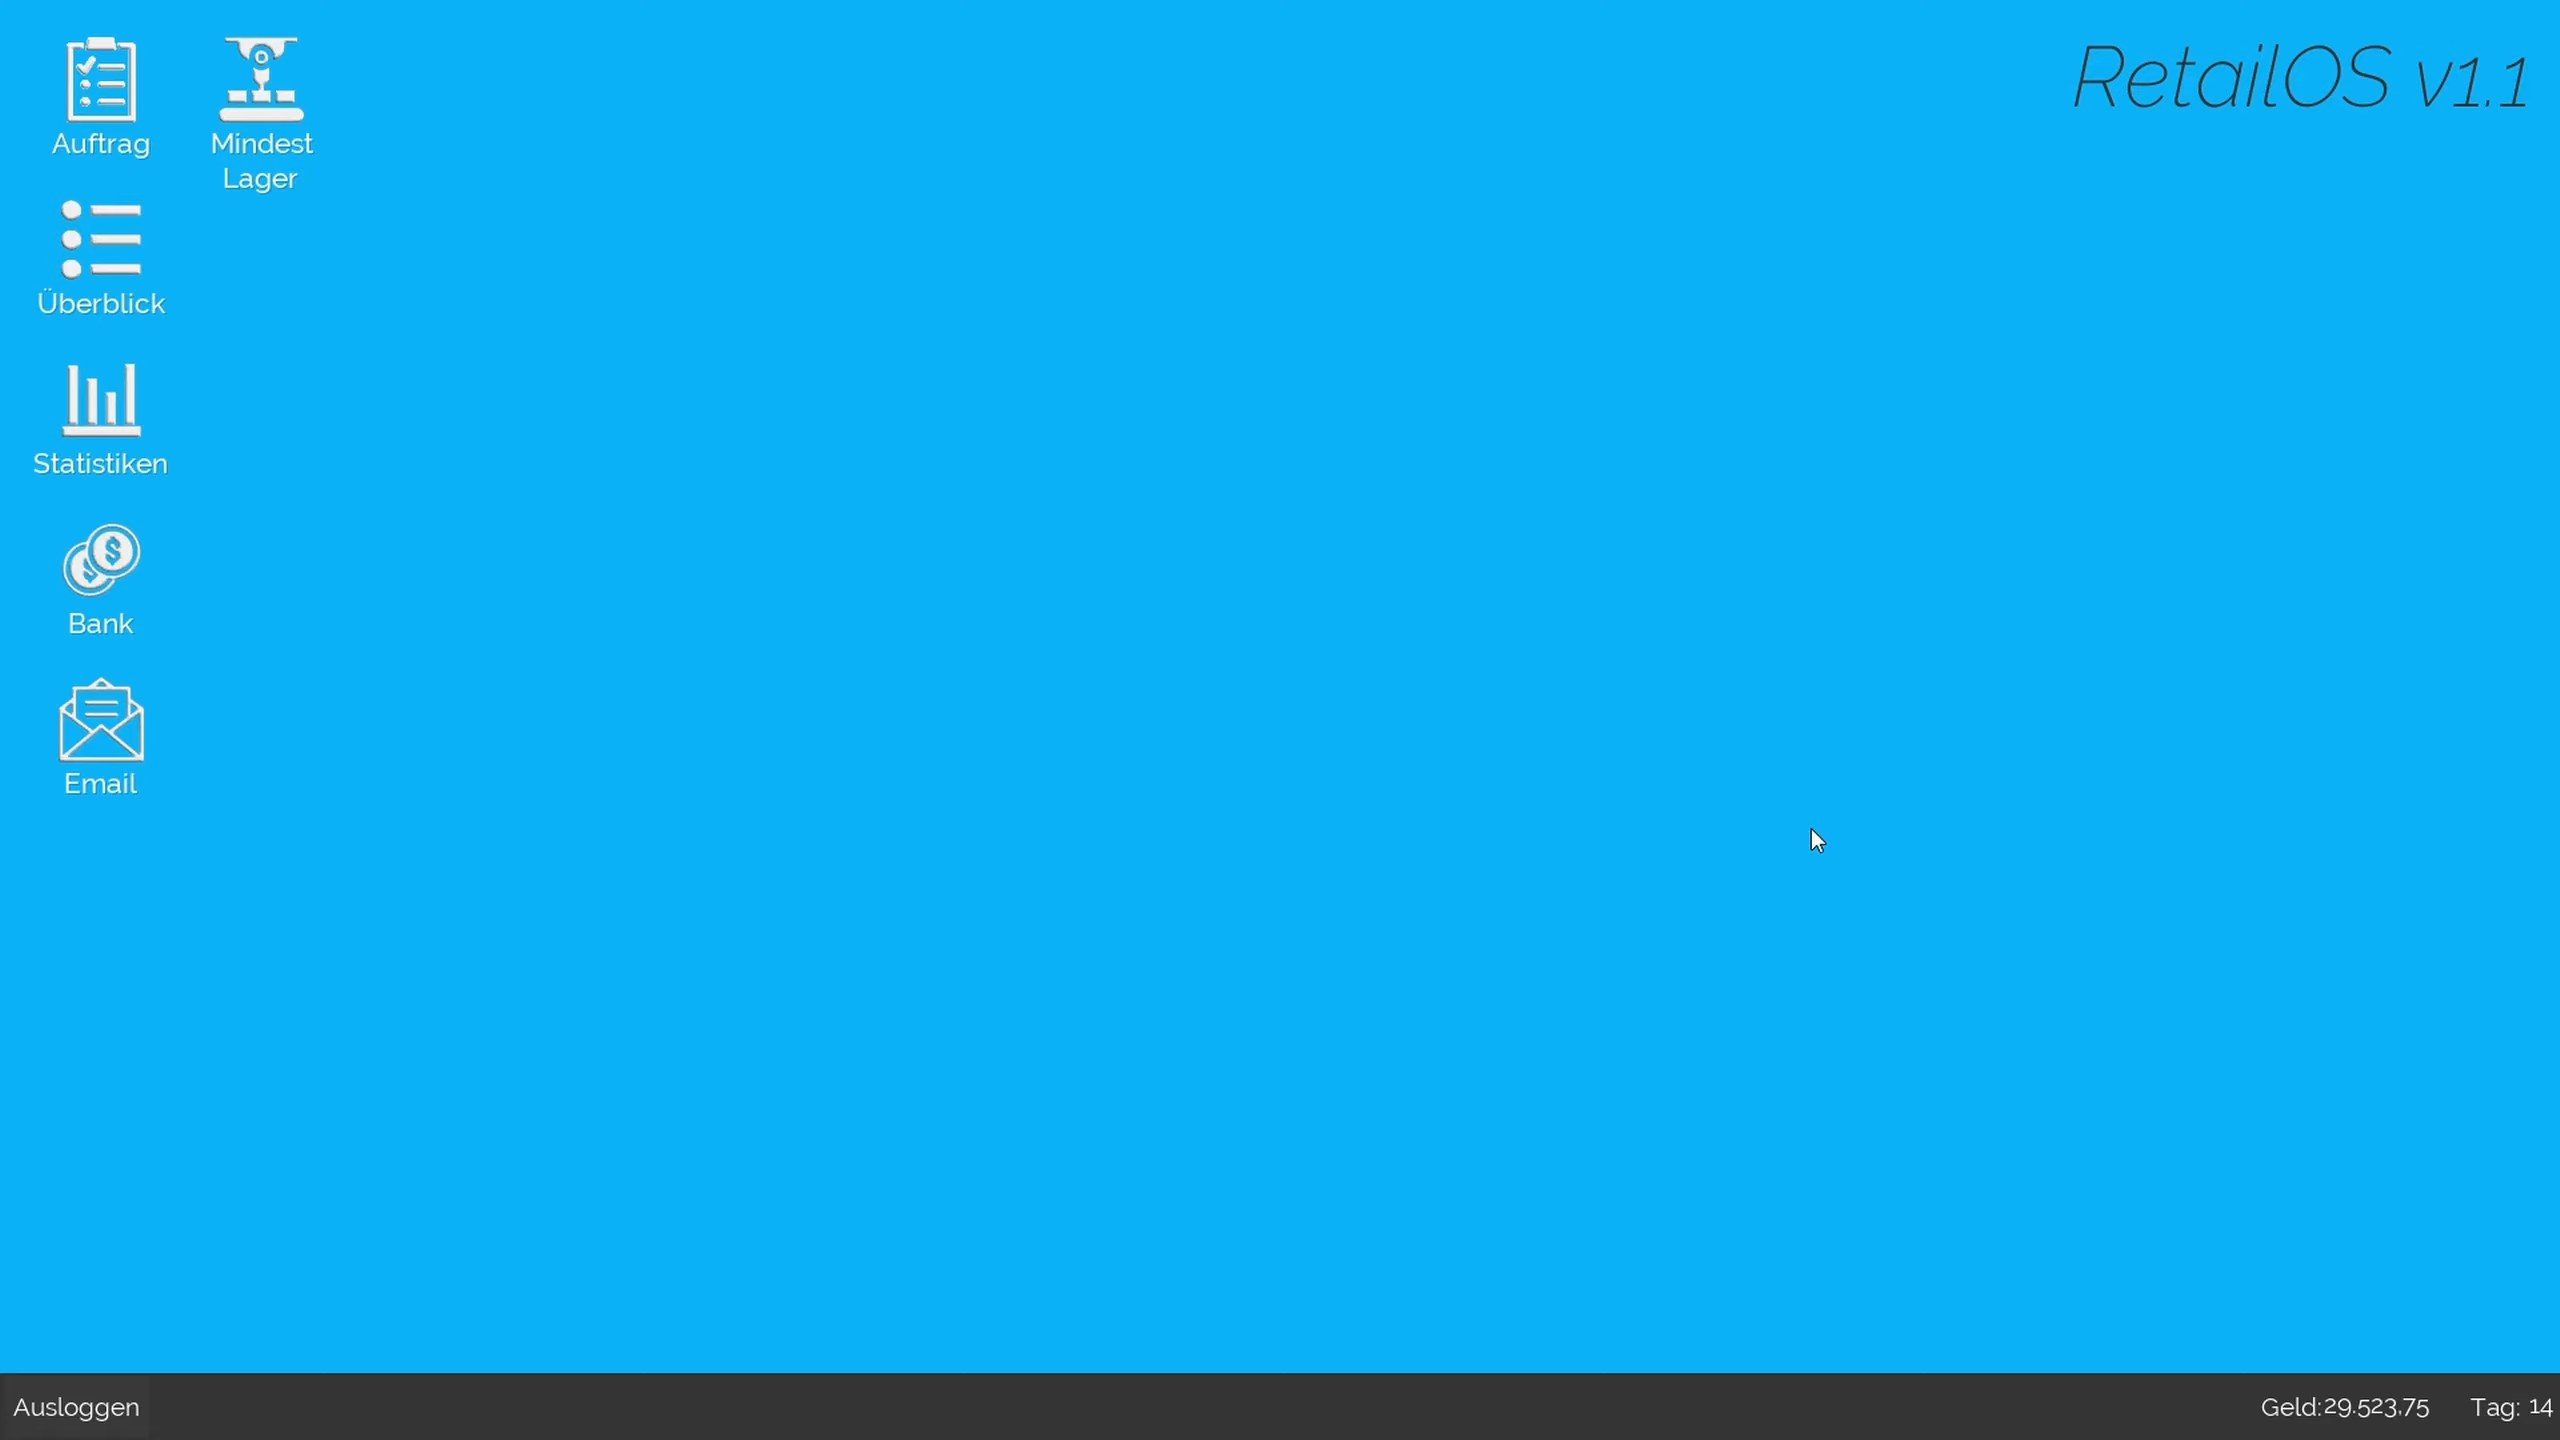 RetailOS v1.1
Auftrag
Mindest
Lager
Überblick
Statistiken
Bank
Email
Ausloggen
Geld:29.523,75
Tag: 14